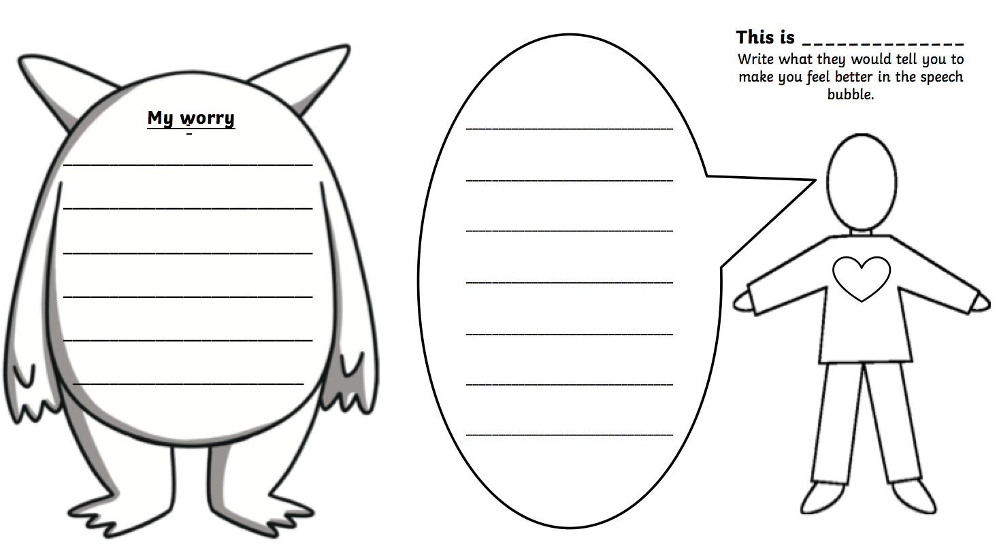 My worry
This is _ _ _ _ _ _ _ _ _ _ _ _ _ _
Write what they would tell you to
make you feel better in the speech
bubble.